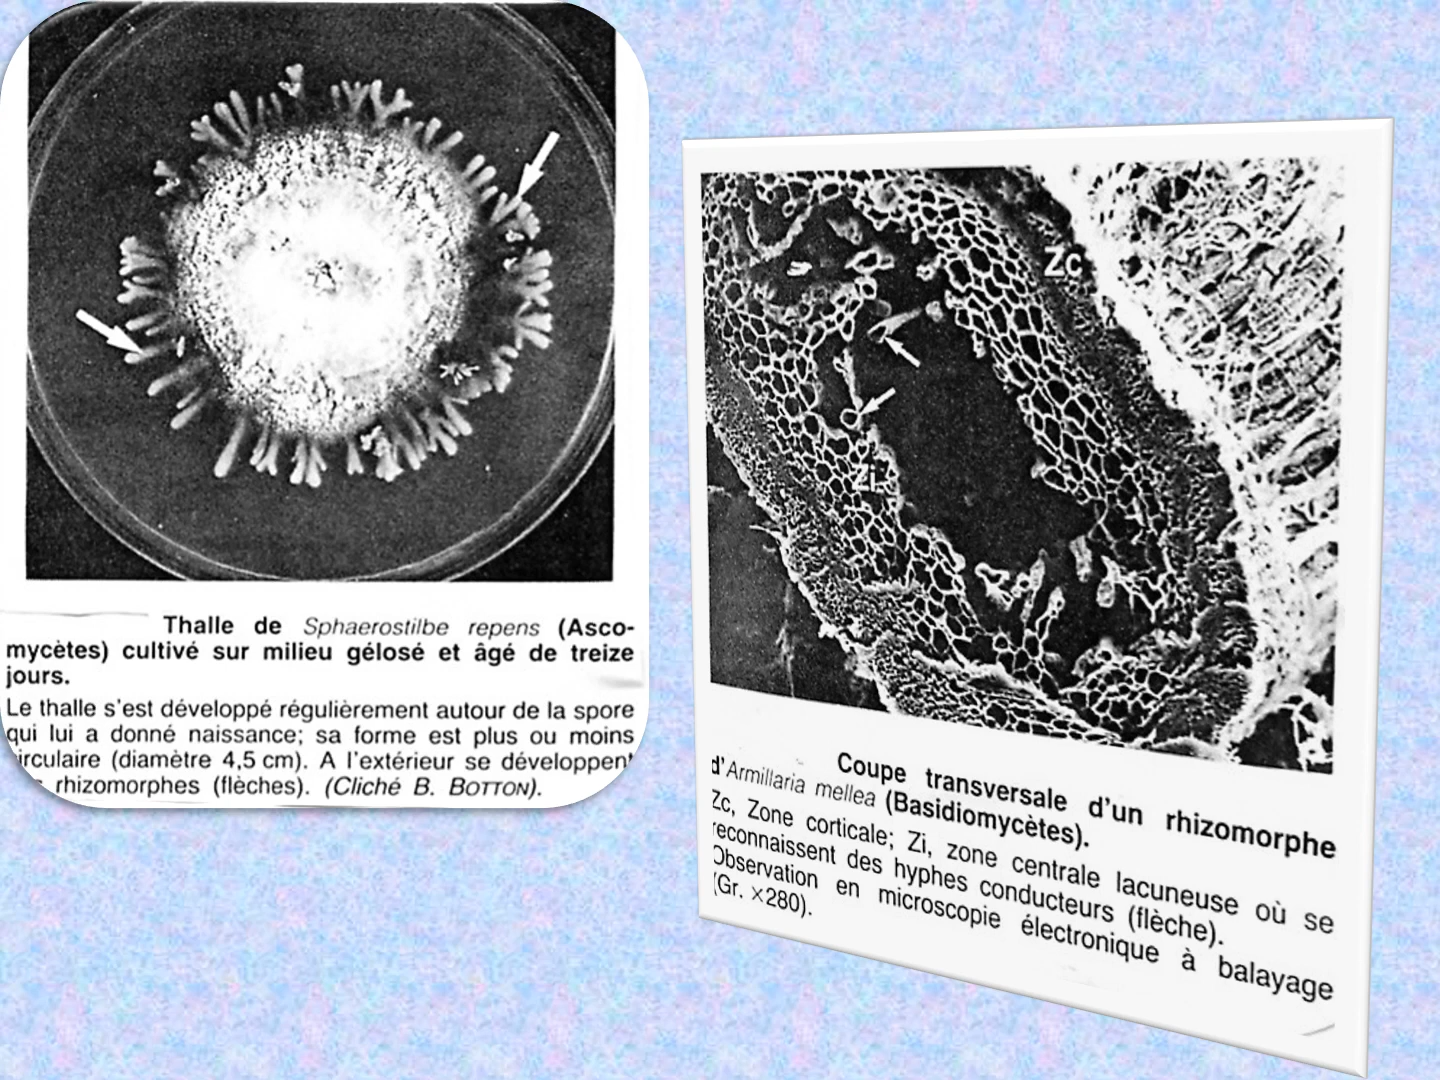 Thalle de Sphaerostilbe repens (Asco-
mycètes) cultivé sur milieu gélosé et âgé de treize
jours.
Le thalle s'est développé régulièrement autour de la spore
qui lui a donné naissance; sa forme est plus ou moins
circulaire (diamètre 4,5 cm). A l'extérieur se développent
rhizomorphes (flèches). (Cliché B. BOTTON).
Zc
Zi
Coupe transversale d'un rhizomorphe
d'Armillaria mellea (Basidiomycètes).
Zc, Zone corticale; Zi, zone centrale lacuneuse où se
reconnaissent des hyphes conducteurs (flèche).
Observation en microscopie électronique à balayage
(Gr. ×280).